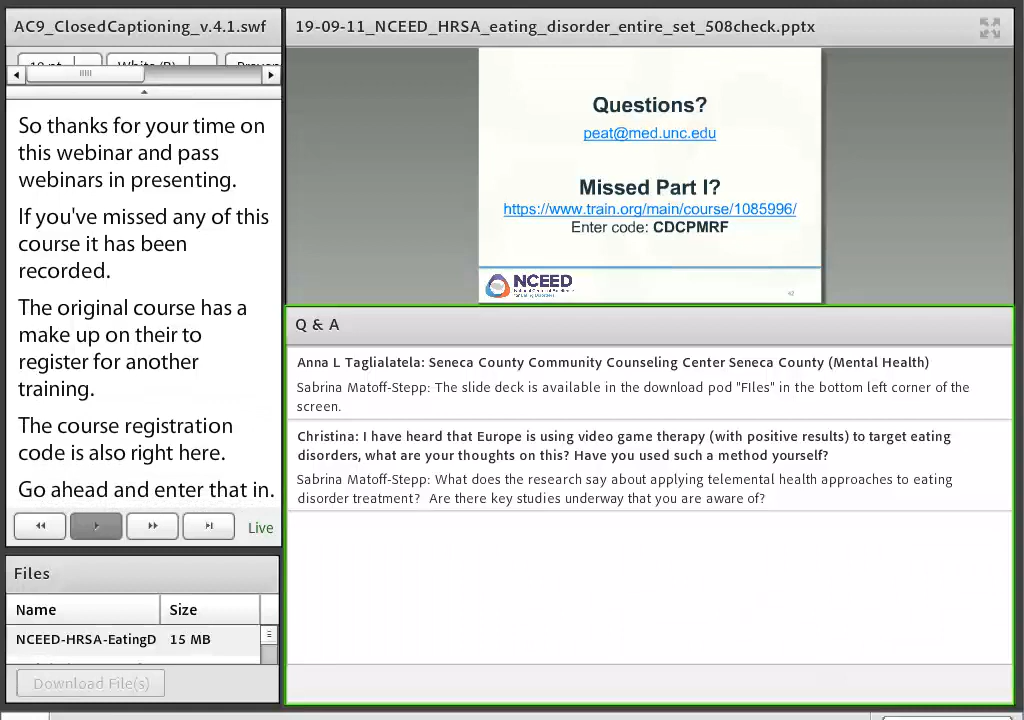 AC9_ClosedCaptioning_v.4.1.swf
So thanks for your time on
this webinar and pass
webinars in presenting.
If you've missed any of this
course it has been
recorded.
The original course has a
make up on their to
register for another
training.
The course registration
code is also right here.
Go ahead and enter that in.
Live
Files
Name Size
NCEED-HRSA-EatingD 15 MB
Download File(s)
19-09-11_NCEED_HRSA_eating_disorder_entire_set_508check.pptx
Questions?
peat@med.unc.edu
Missed Part I?
https://www.train.org/main/course/1085996/
Enter code: CDCPMRF
NCEED
Q & A
Anna L Taglialatela: Seneca County Community Counseling Center Seneca County (Mental Health)
Sabrina Matoff-Stepp: The slide deck is available in the download pod "FIles" in the bottom left corner of the
screen.
Christina: I have heard that Europe is using video game therapy (with positive results) to target eating
disorders, what are your thoughts on this? Have you used such a method yourself?
Sabrina Matoff-Stepp: What does the research say about applying telemental health approaches to eating
disorder treatment?  Are there key studies underway that you are aware of?